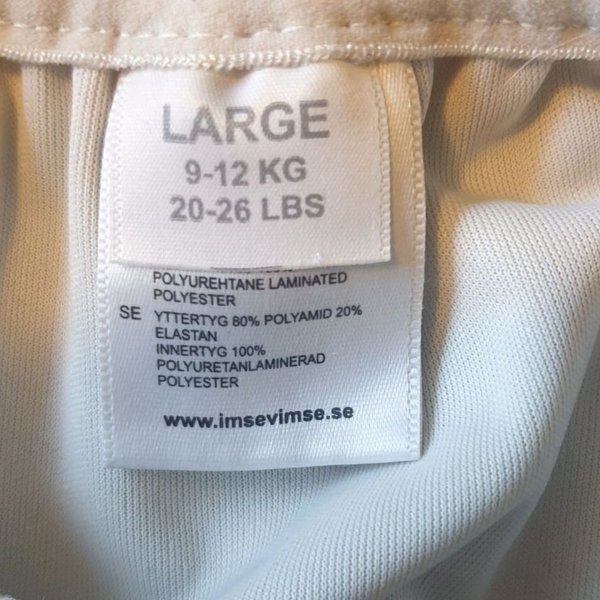 LARGE
9-12 KG
20-26 LBS
POLYUREHTANE LAMINATED
POLYESTER
SE YTTERTYG 80% POLYAMID 20%
ELASTAN
INNERTYG 100%
POLYURETANLAMINERAD
POLYESTER
www.imsevimse.se